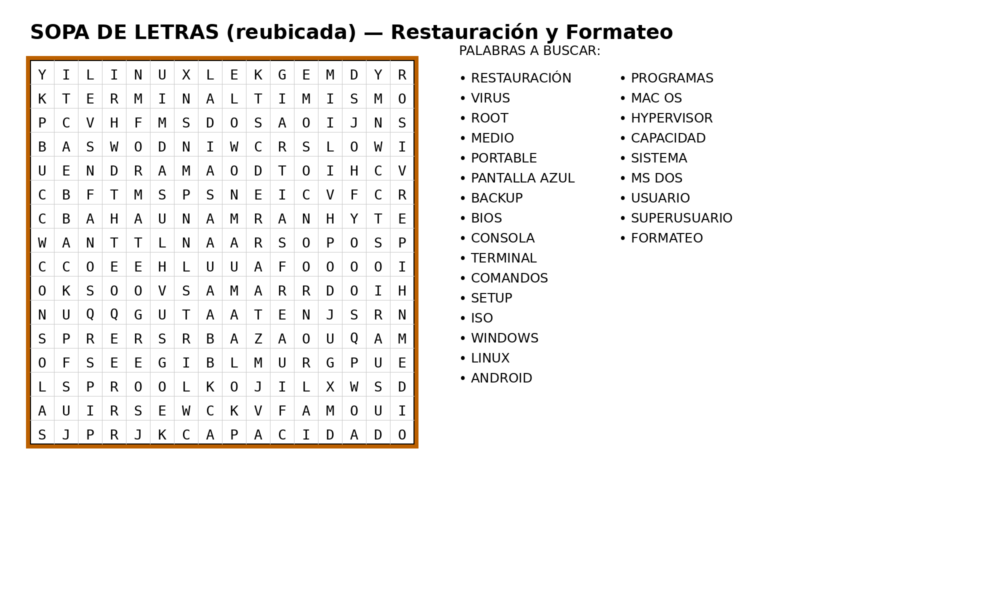 SOPA DE LETRAS (reubicada) — Restauración y Formateo
Y I L I N U X L E K G E M D Y R
K T E R M I N A L T I M I S M O
P C V H F M S D O S A O I J N S
B A S W O D N I W C R S L O W I
U E N D R A M A O D T O I H C V
C B F T M S P S N E I C V F C R
C B A H A U N A M R A N H Y T E
W A N T T L N A A R S O P O S P
C C O E E H L U U A F O O O O I
O K S O O V S A M A R R D O I H
N U Q Q G U T A A T E N J S R N
S P R E R S R B A Z A O U Q A M
O F S E E G I B L M U R G P U E
L S P R O O L K O J I L X W S D
A U I R S E W C K V F A M O U I
S J P R J K C A P A C I D A D O
PALABRAS A BUSCAR:
• RESTAURACIÓN
• VIRUS
• ROOT
• MEDIO
• PORTABLE
• PANTALLA AZUL
• BACKUP
• BIOS
• CONSOLA
• TERMINAL
• COMANDOS
• SETUP
• ISO
• WINDOWS
• LINUX
• ANDROID
• PROGRAMAS
• MAC OS
• HYPERVISOR
• CAPACIDAD
• SISTEMA
• MS DOS
• USUARIO
• SUPERUSUARIO
• FORMATEO